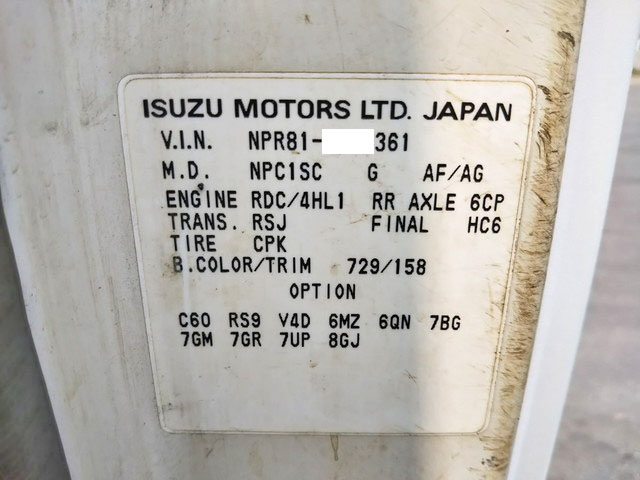 ISUZU MOTORS LTD. JAPAN
V.I.N. NPR81- 361
M.D. NPC1SC G AF/AG
ENGINE RDC/4HL1 RR AXLE 6CP
TRANS. RSJ FINAL HC6
TIRE CPK
B.COLOR/TRIM 729/158
OPTION
C60 RS9 V4D 6MZ 6QN 7BG
7GM 7GR 7UP 8GJ